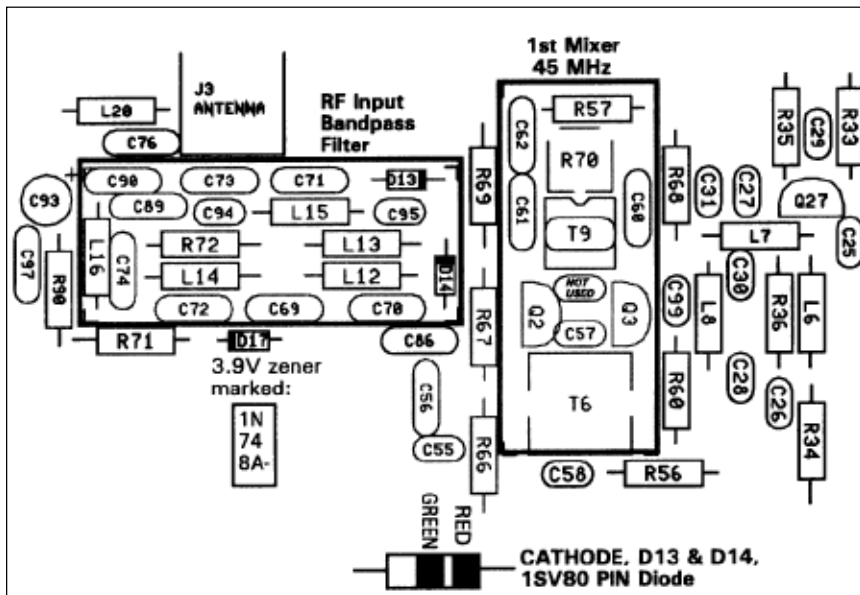 1st Mixer
45 MHz
J3
ANTENNA
RF Input
Bandpass
Filter
L20
C76
R57
C62
R70
R69
R68
C61
C60
T9
C31
C27
R35
C29
R33
Q27
C25
C93
+
C90
C73
C71
D13
C89
C94
L15
C95
L16
C74
R72
L13
L14
L12
D14
C97
R90
C72
C69
C70
R71
D17
C86
3.9V zener
marked:
1N
74
8A-
C56
C55
R67
R66
NOT
USED
Q2
C57
Q3
T6
C58
R56
L7
C99
L8
C30
R36
L6
R60
C28
C26
R34
GREEN
RED
CATHODE, D13 & D14,
1SV80 PIN Diode